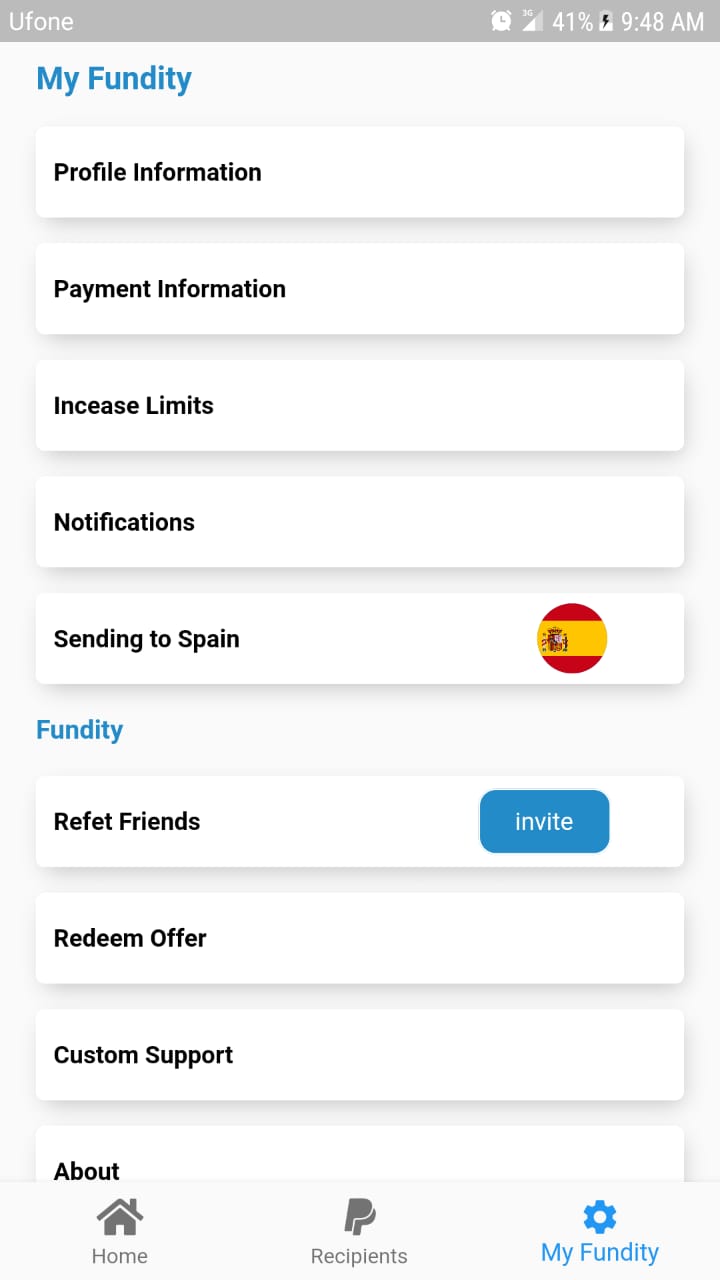 Ufone 3G 41% 9:48 AM
My Fundity
Profile Information
Payment Information
Incease Limits
Notifications
Sending to Spain
Fundity
Refet Friends invite
Redeem Offer
Custom Support
About
Home Recipients My Fundity